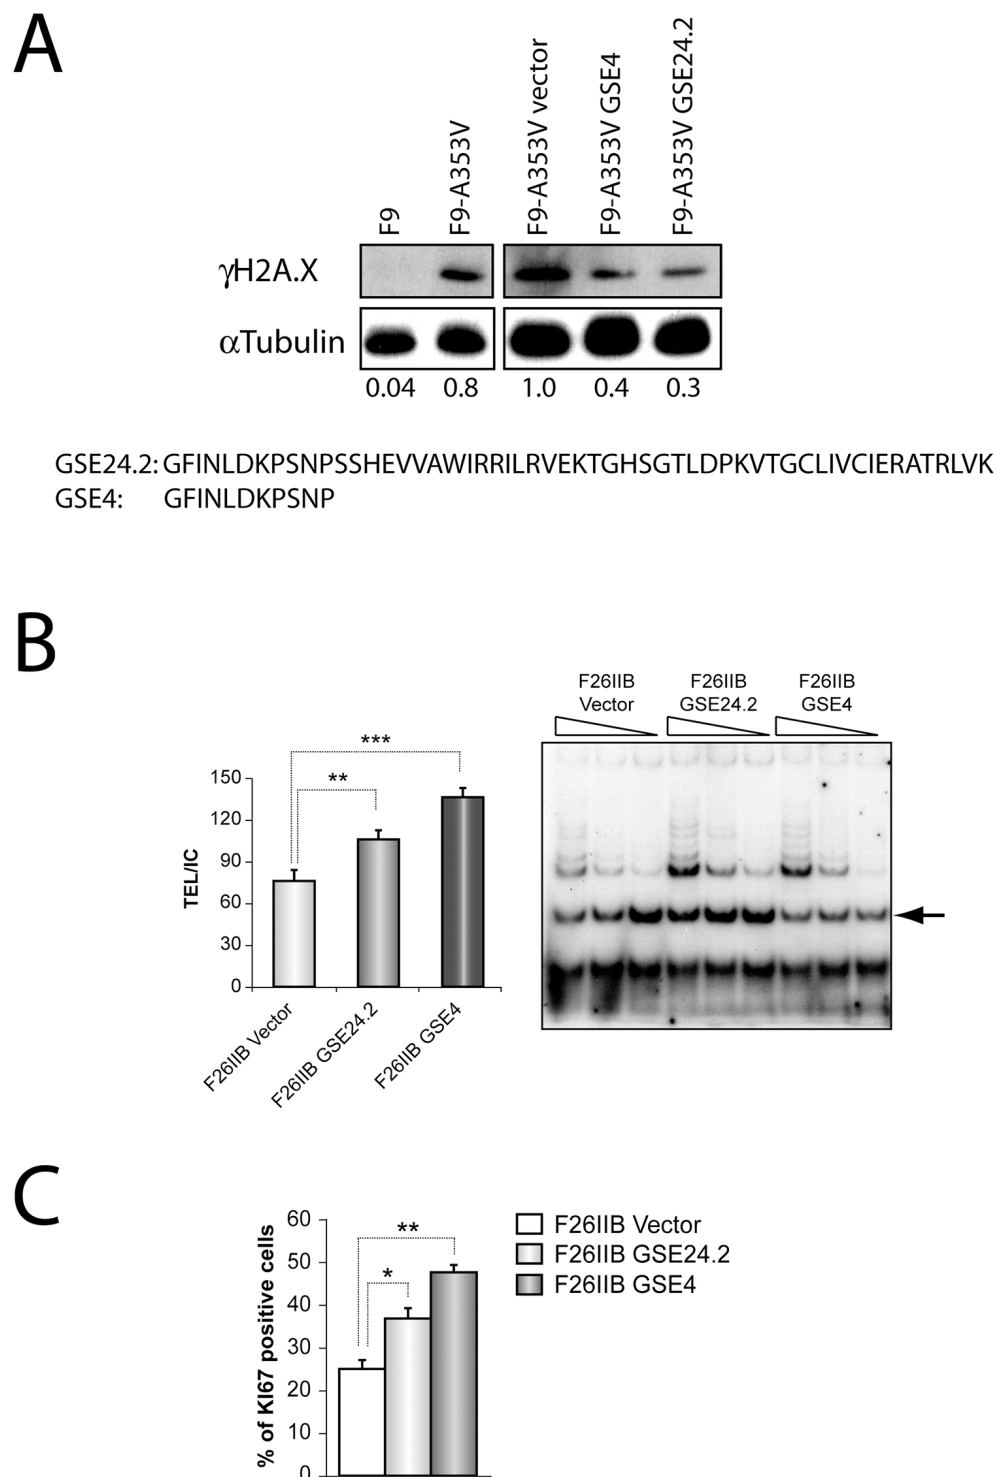 A
F9
F9-A353V
F9-A353V vector
F9-A353V GSE4
F9-A353V GSE24.2
γH2A.X
αTubulin
0.04 0.8 1.0 0.4 0.3
GSE24.2: GFINLDKPSNPSSHEVVAWIRRILRVEKTGHSGTLDPKVTGCLIVCIERATRLVK
GSE4: GFINLDKPSNP
B
F26IIB Vector
F26IIB GSE24.2
F26IIB GSE4
***
**
150
120
90
60
30
0
TEL/IC
F26IIB Vector
F26IIB GSE24.2
F26IIB GSE4
C
60
50
40
30
20
10
0
% of KI67 positive cells
**
*
F26IIB Vector
F26IIB GSE24.2
F26IIB GSE4